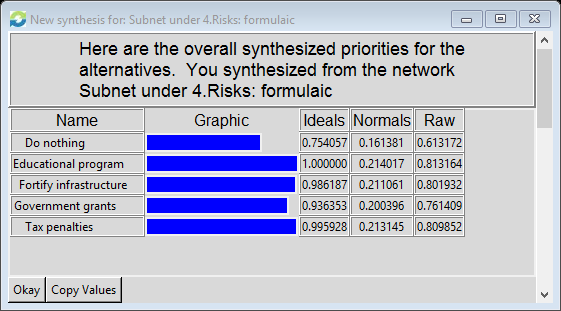 New synthesis for: Subnet under 4.Risks: formulaic
Here are the overall synthesized priorities for the
alternatives.  You synthesized from the network
Subnet under 4.Risks: formulaic
Name Graphic Ideals Normals Raw
Do nothing 0.754057 0.161381 0.613172
Educational program 1.000000 0.214017 0.813164
Fortify infrastructure 0.986187 0.211061 0.801932
Government grants 0.936353 0.200396 0.761409
Tax penalties 0.995928 0.213145 0.809852
Okay Copy Values